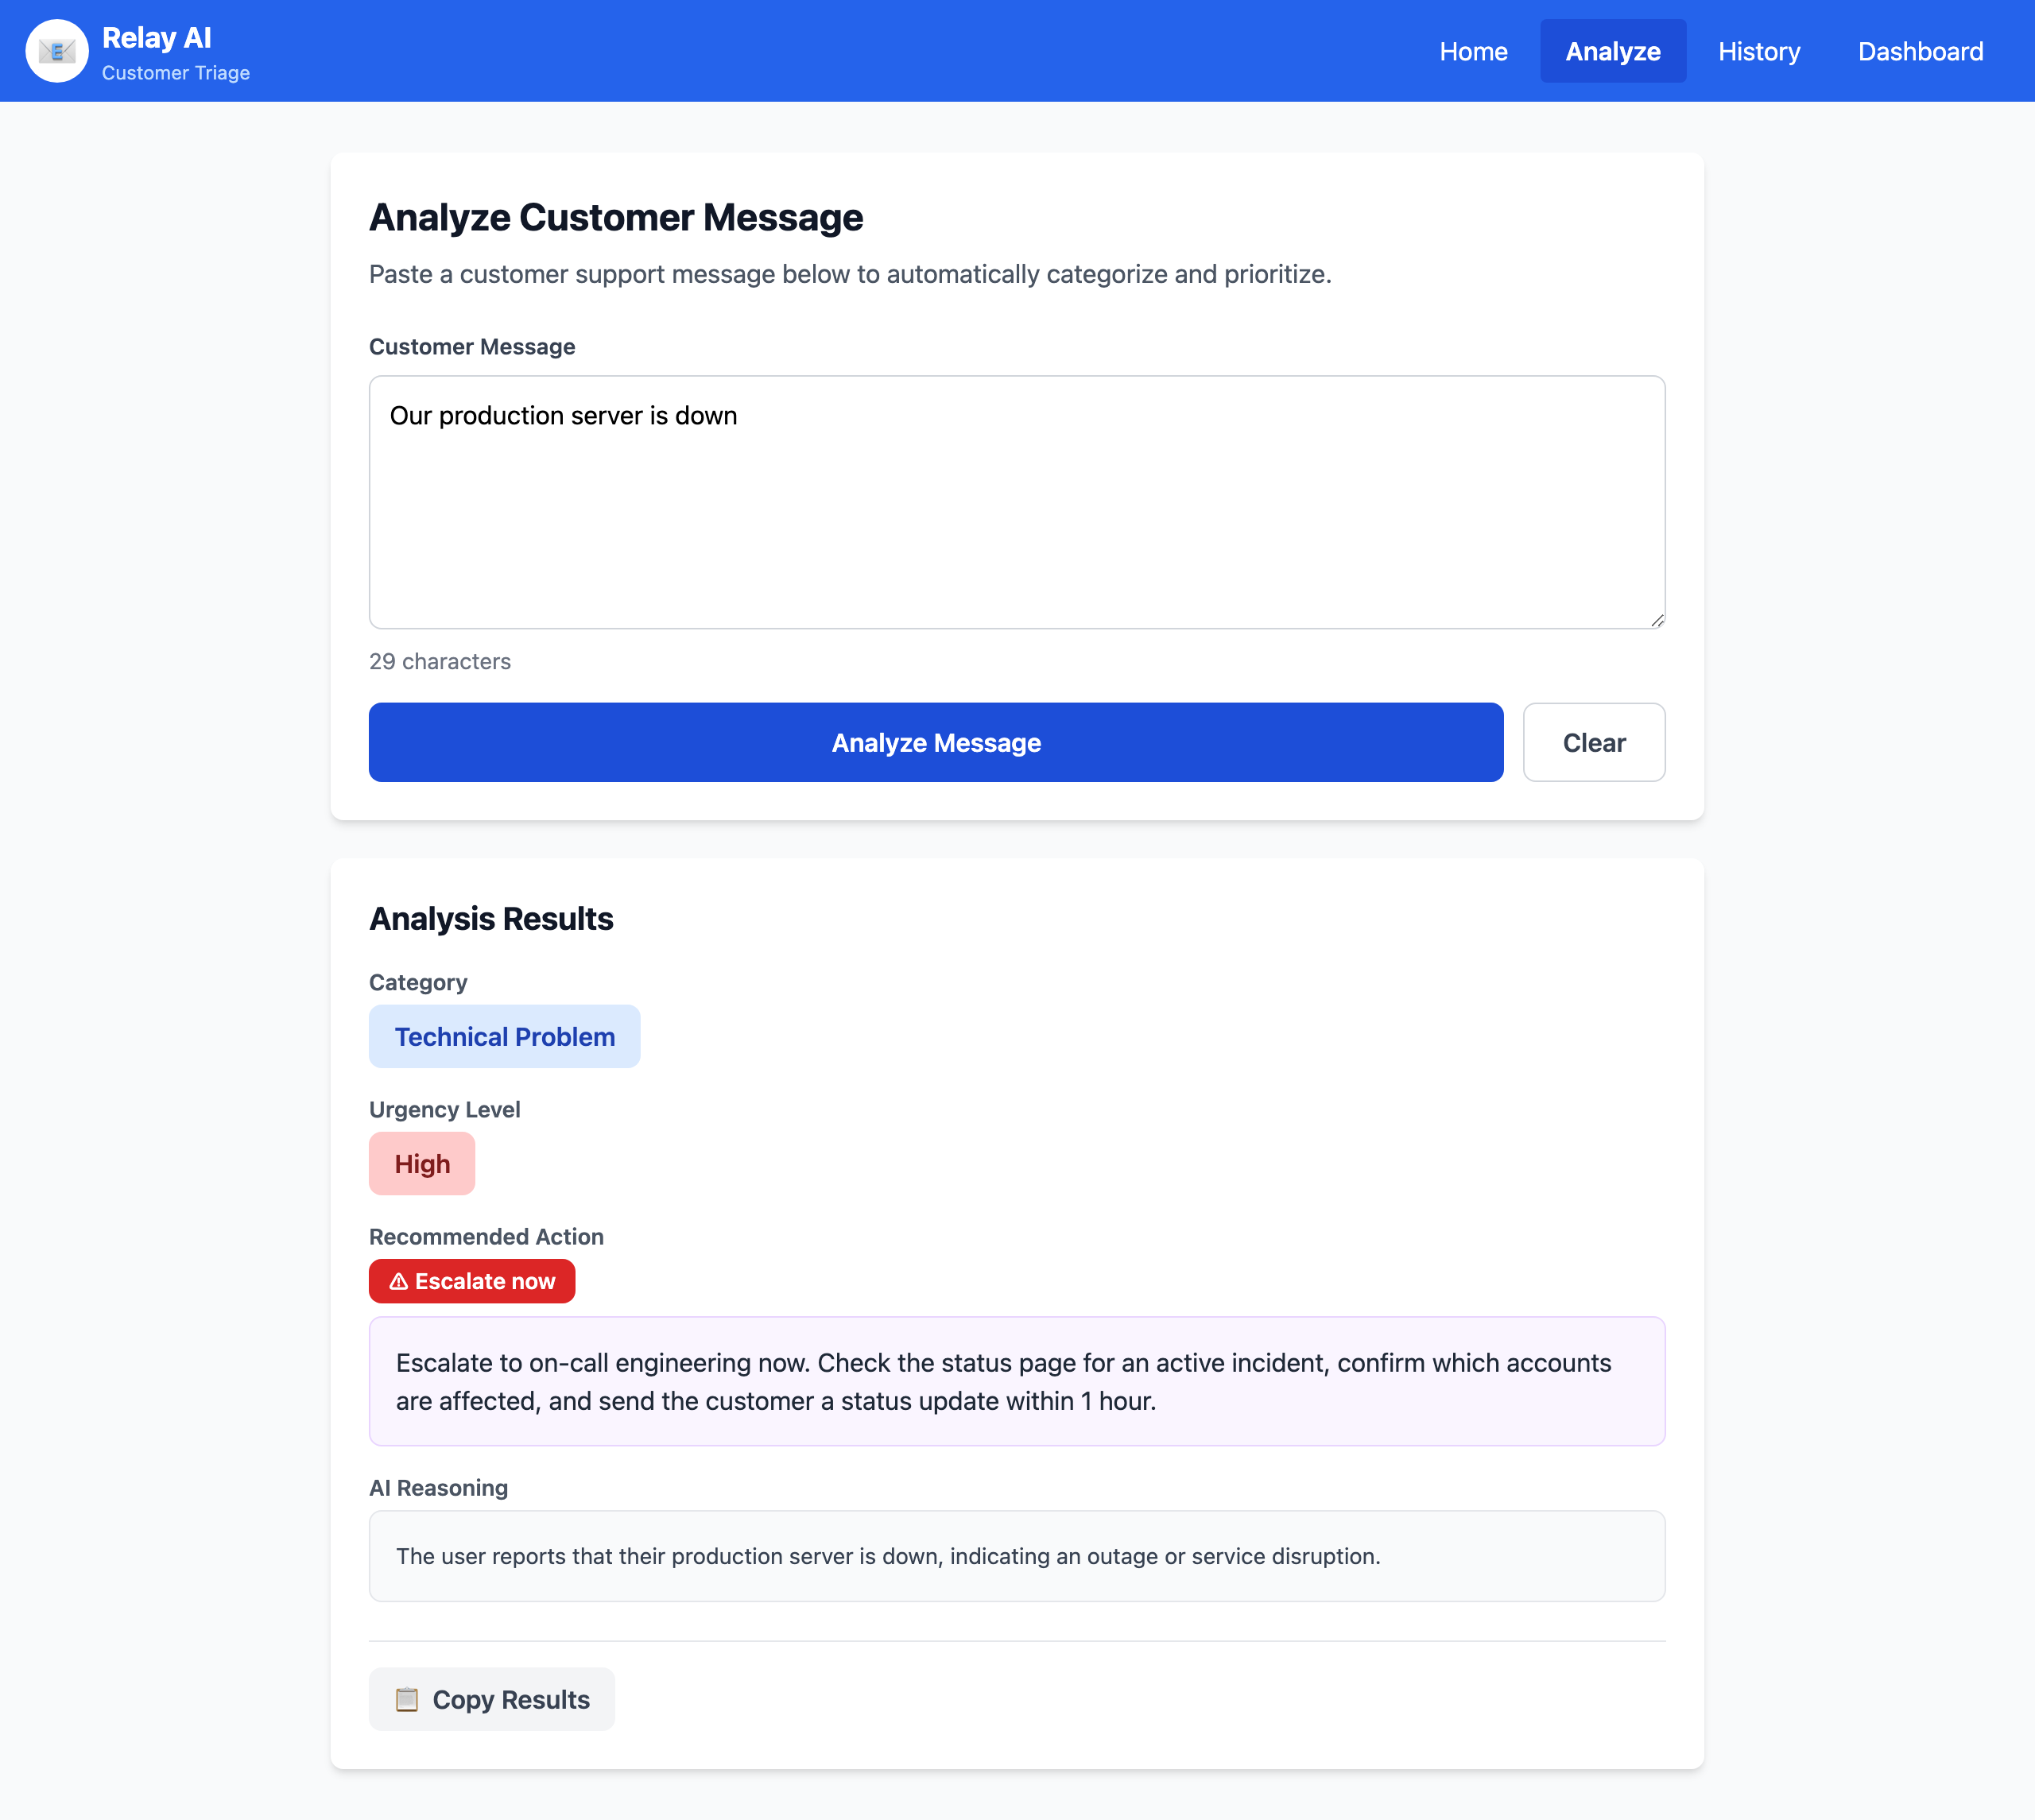 Relay AI
Customer Triage
Home
Analyze
History
Dashboard
Analyze Customer Message
Paste a customer support message below to automatically categorize and prioritize.
Customer Message
Our production server is down
29 characters
Analyze Message
Clear
Analysis Results
Category
Technical Problem
Urgency Level
High
Recommended Action
⚠ Escalate now
Escalate to on-call engineering now. Check the status page for an active incident, confirm which accounts
are affected, and send the customer a status update within 1 hour.
AI Reasoning
The user reports that their production server is down, indicating an outage or service disruption.
📋 Copy Results